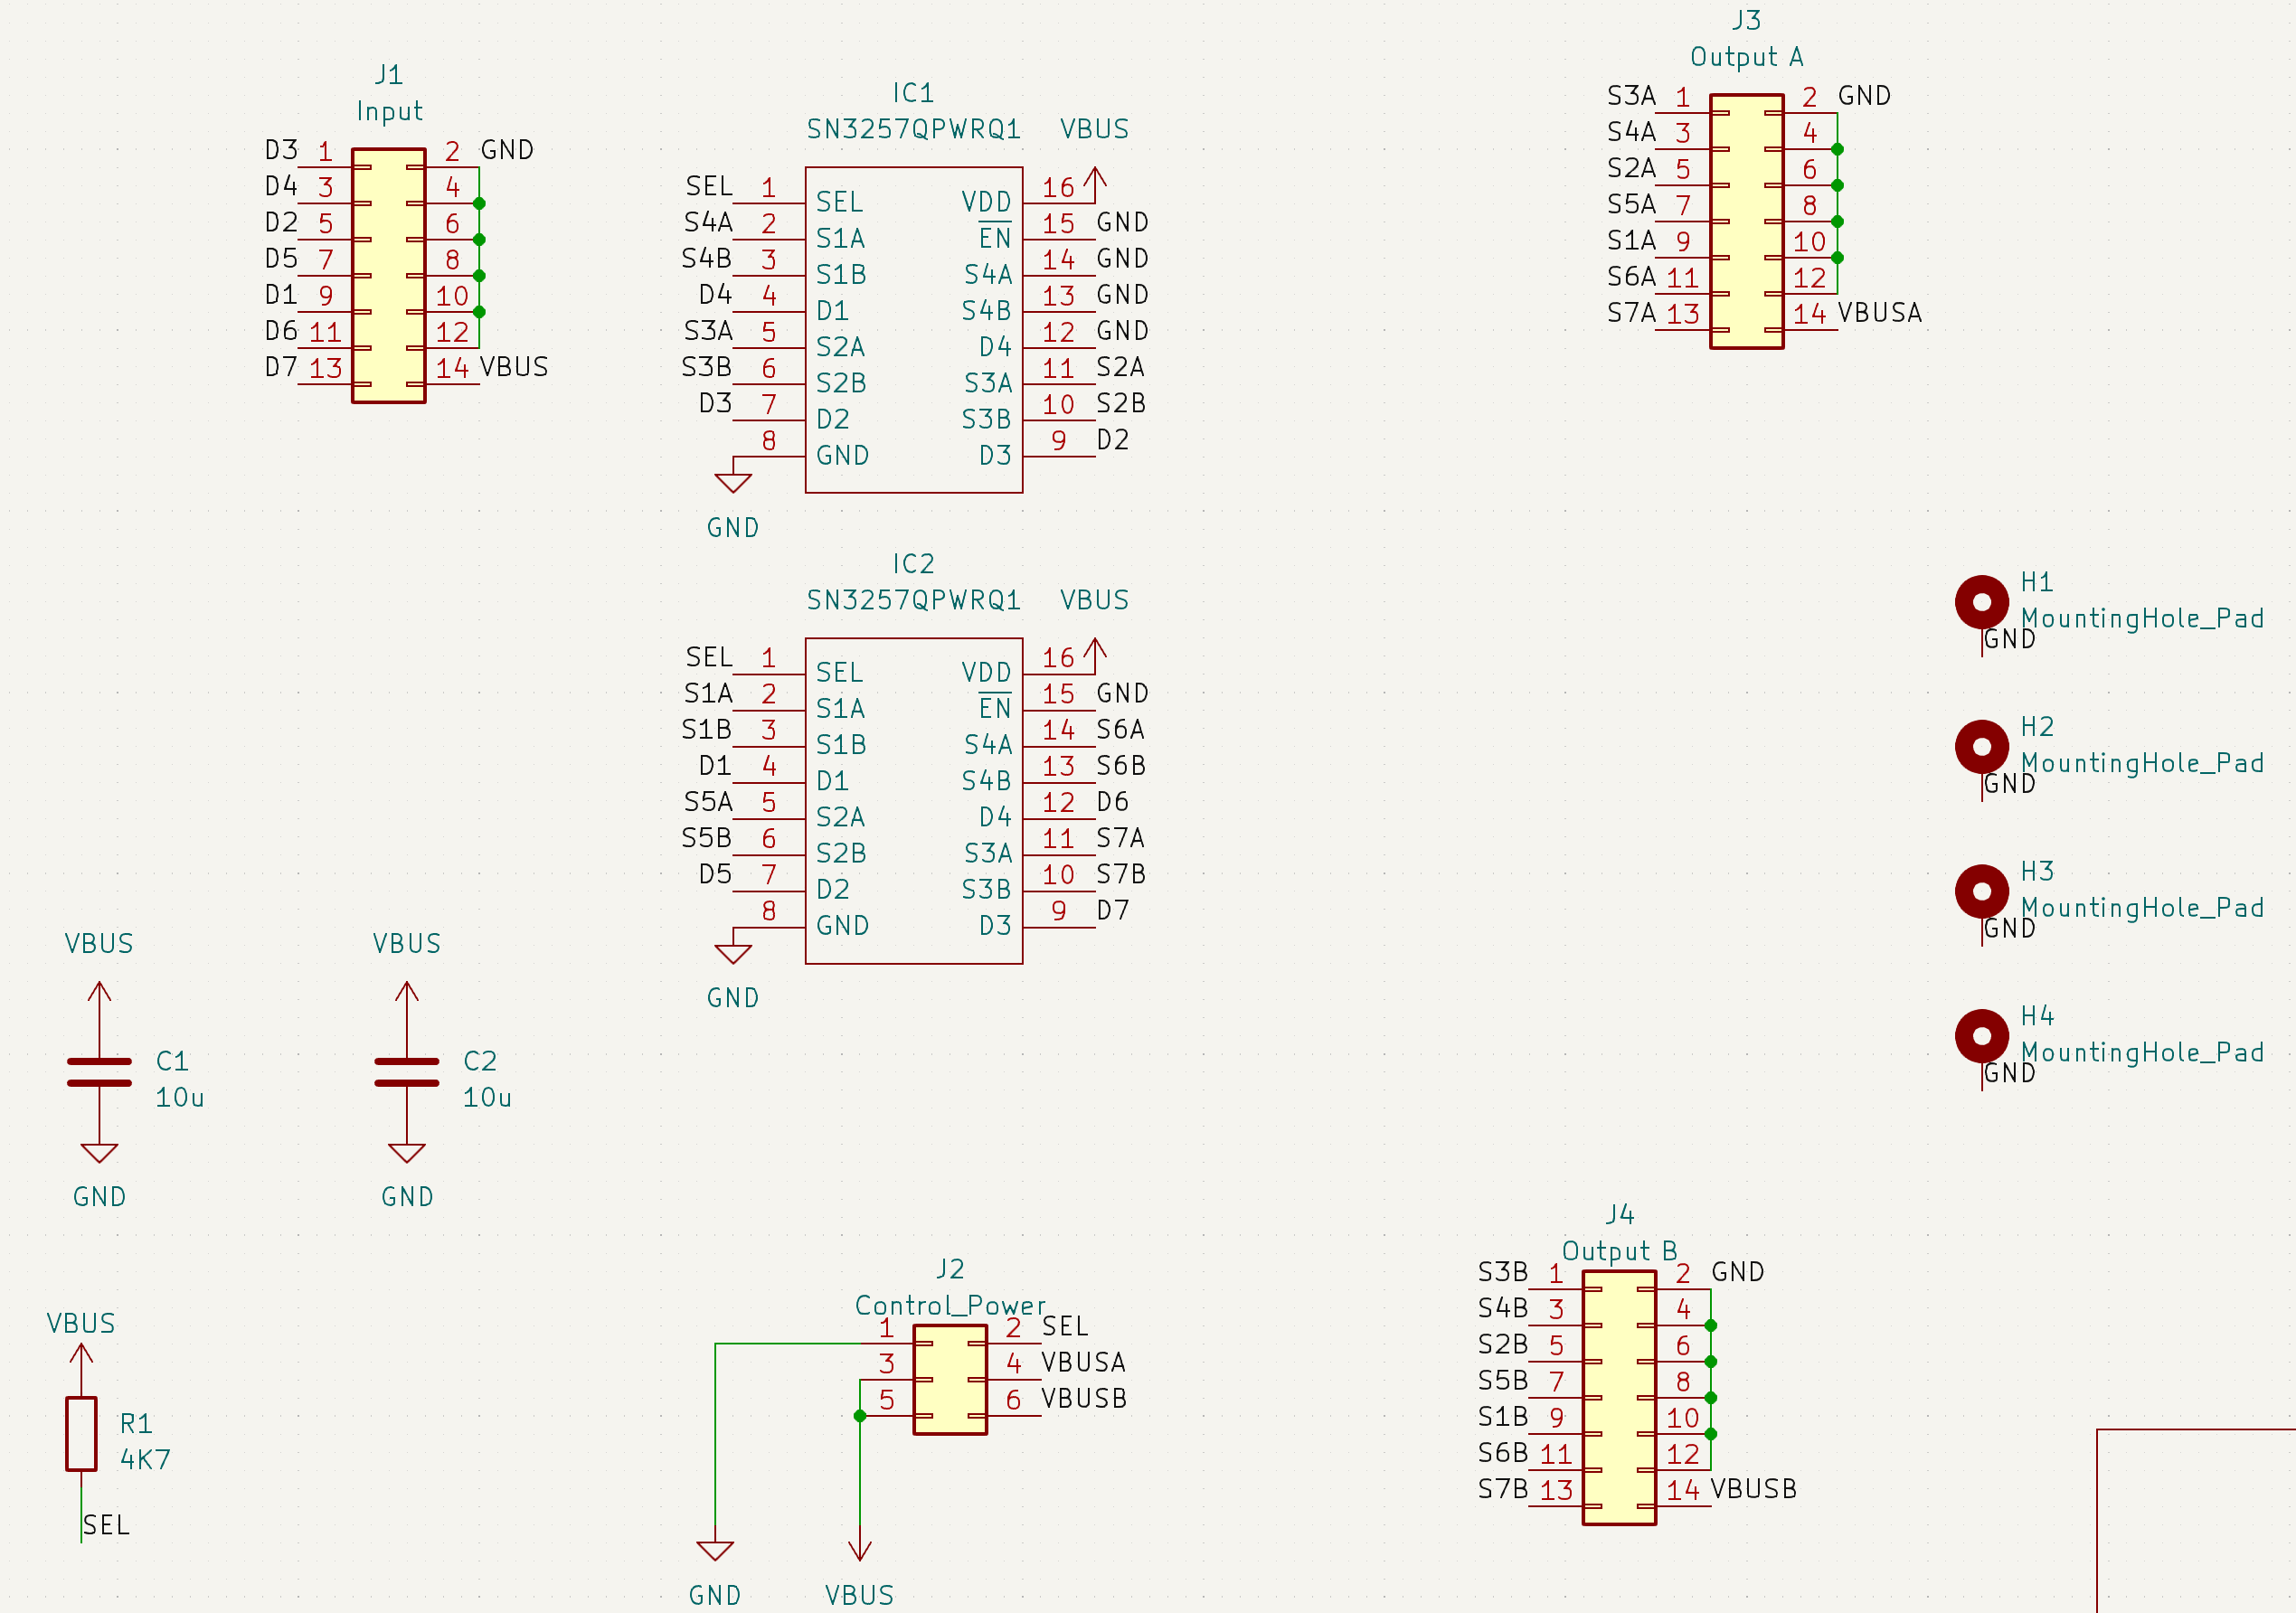 J1
Input
D3 1 2 GND
D4 3 4
D2 5 6
D5 7 8
D1 9 10
D6 11 12
D7 13 14 VBUS
IC1
SN3257QPWRQ1 VBUS
SEL 1 SEL VDD 16
S4A 2 S1A EN 15 GND
S4B 3 S1B S4A 14 GND
D4 4 D1 S4B 13 GND
S3A 5 S2A D4 12 GND
S3B 6 S2B S3A 11 S2A
D3 7 D2 S3B 10 S2B
8 GND D3 9 D2
GND
J3
Output A
S3A 1 2 GND
S4A 3 4
S2A 5 6
S5A 7 8
S1A 9 10
S6A 11 12
S7A 13 14 VBUSA
IC2
SN3257QPWRQ1 VBUS
SEL 1 SEL VDD 16
S1A 2 S1A EN 15 GND
S1B 3 S1B S4A 14 S6A
D1 4 D1 S4B 13 S6B
S5A 5 S2A D4 12 D6
S5B 6 S2B S3A 11 S7A
D5 7 D2 S3B 10 S7B
8 GND D3 9 D7
GND
H1
MountingHole_Pad
GND
H2
MountingHole_Pad
GND
H3
MountingHole_Pad
GND
H4
MountingHole_Pad
GND
VBUS
C1
10u
GND
VBUS
C2
10u
GND
VBUS
R1
4K7
SEL
J2
Control_Power
1 2 SEL
3 4 VBUSA
5 6 VBUSB
GND
VBUS
J4
Output B
S3B 1 2 GND
S4B 3 4
S2B 5 6
S5B 7 8
S1B 9 10
S6B 11 12
S7B 13 14 VBUSB